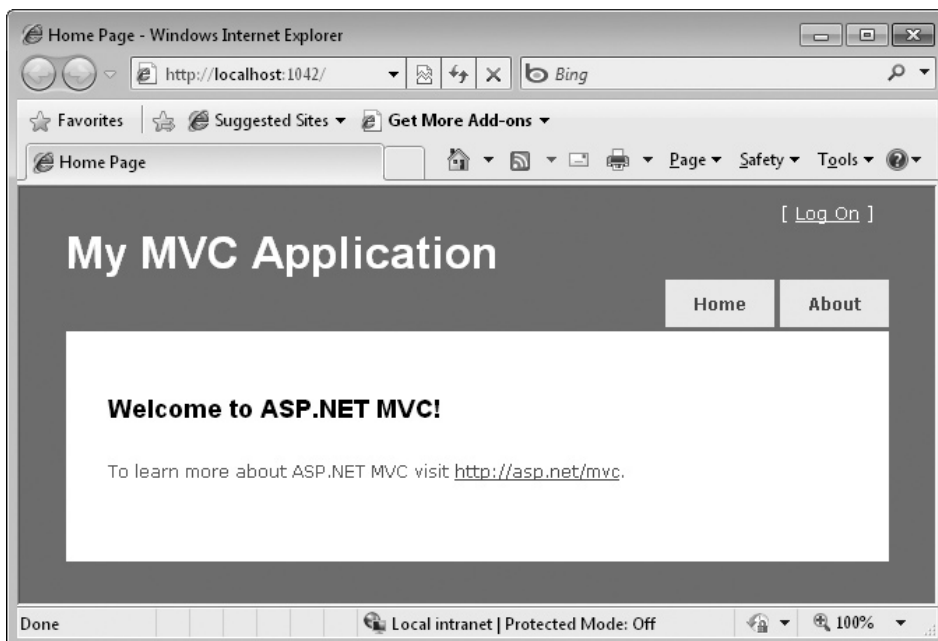 Home Page - Windows Internet Explorer
http://localhost:1042/
Bing
Favorites
Suggested Sites
Get More Add-ons
Home Page
Page
Safety
Tools
[ Log On ]
My MVC Application
Home
About
Welcome to ASP.NET MVC!
To learn more about ASP.NET MVC visit http://asp.net/mvc.
Done
Local intranet | Protected Mode: Off
100%